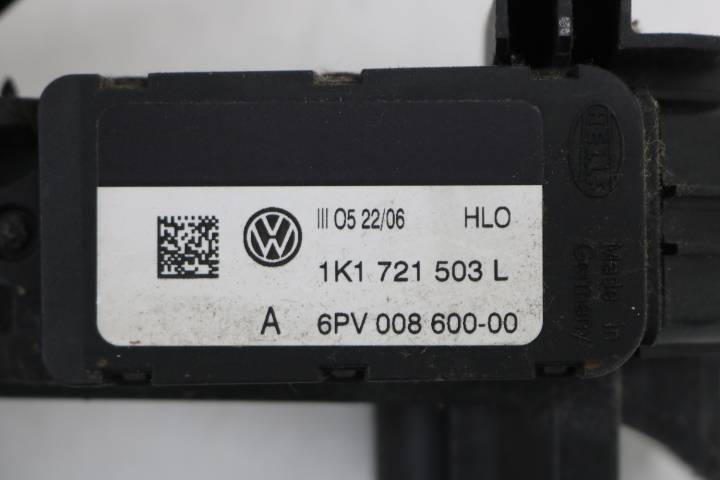 III 05 22/06 HLO
1K1 721 503 L
A 6PV 008 600-00
HELLA
Made in
Germany